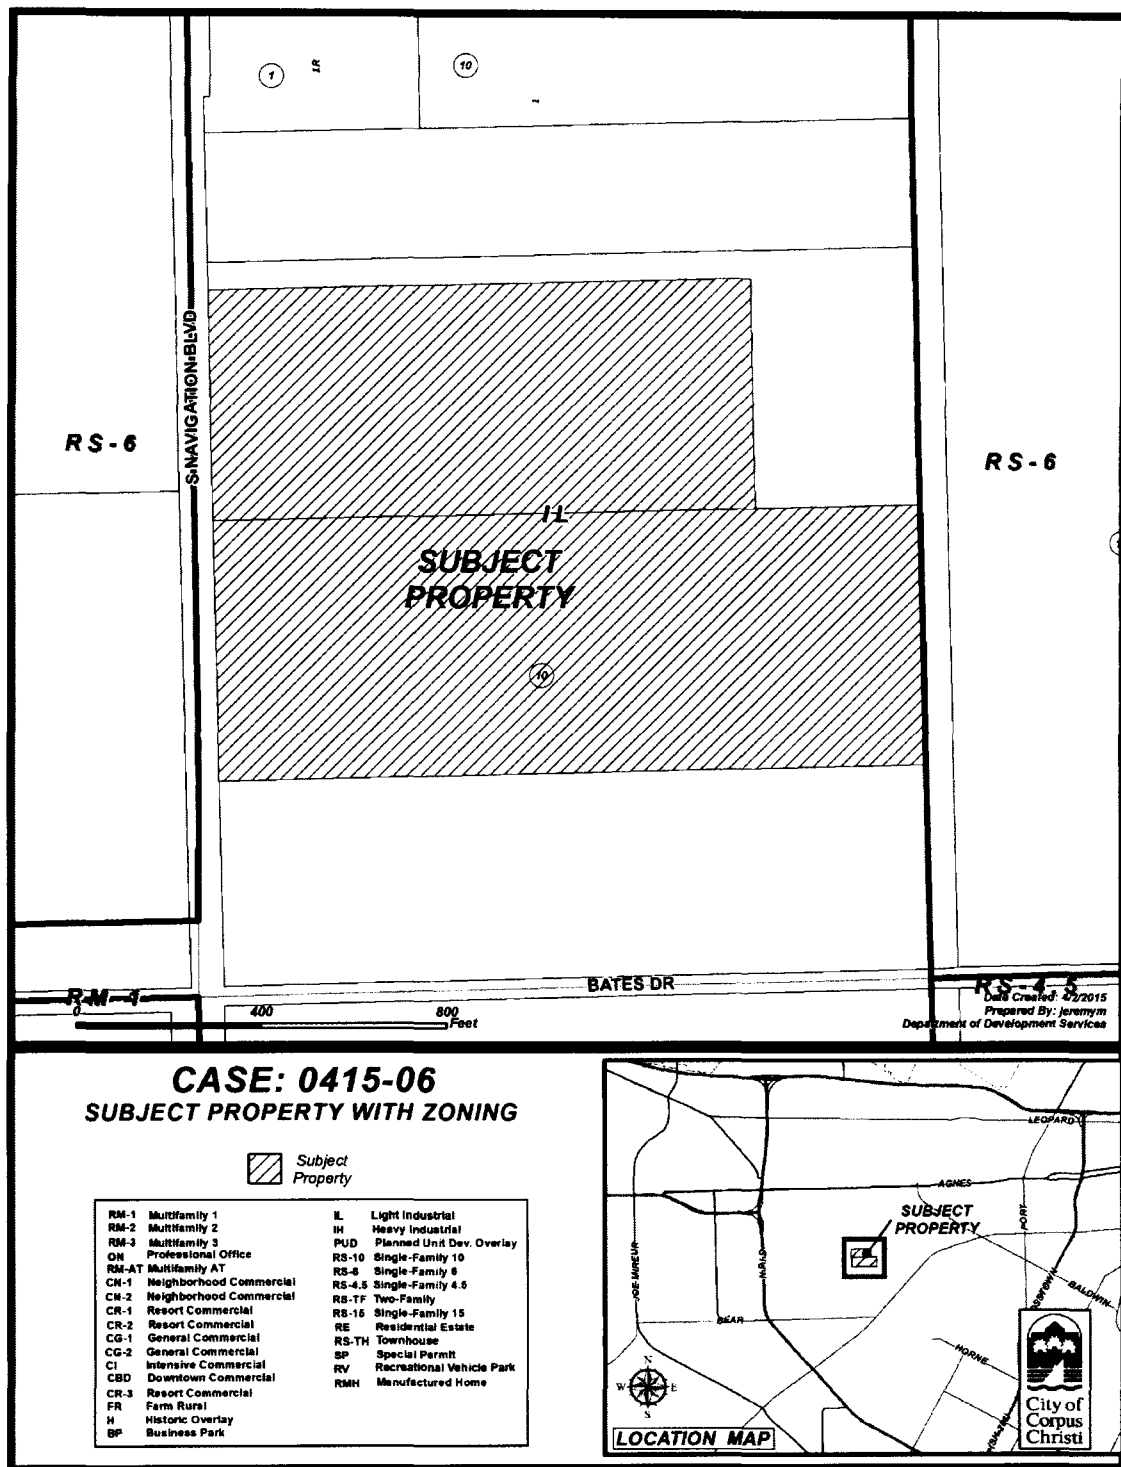 1
1R
10
1
S NAVIGATION BLVD
RS-6
RS-6
IL
SUBJECT
PROPERTY
10
BATES DR
RM-1
RS-4.5
0 400 800
Feet
Date Created: 4/2/2015
Prepared By: jeremym
Department of Development Services
CASE: 0415-06
SUBJECT PROPERTY WITH ZONING
Subject
Property
RM-1 Multifamily 1
RM-2 Multifamily 2
RM-3 Multifamily 3
ON Professional Office
RM-AT Multifamily AT
CN-1 Neighborhood Commercial
CN-2 Neighborhood Commercial
CR-1 Resort Commercial
CR-2 Resort Commercial
CG-1 General Commercial
CG-2 General Commercial
CI Intensive Commercial
CBD Downtown Commercial
CR-3 Resort Commercial
FR Farm Rural
H Historic Overlay
BP Business Park
IL Light Industrial
IH Heavy Industrial
PUD Planned Unit Dev. Overlay
RS-10 Single-Family 10
RS-6 Single-Family 6
RS-4.5 Single-Family 4.5
RS-TF Two-Family
RS-15 Single-Family 15
RE Residential Estate
RS-TH Townhouse
SP Special Permit
RV Recreational Vehicle Park
RMH Manufactured Home
LEOPARD
AGNES
SUBJECT
PROPERTY
PORT
JOE MIREUR
N.P.I.D
BALDWIN
BEAR
HORNE
N
W E
S
LOCATION MAP
City of
Corpus
Christi